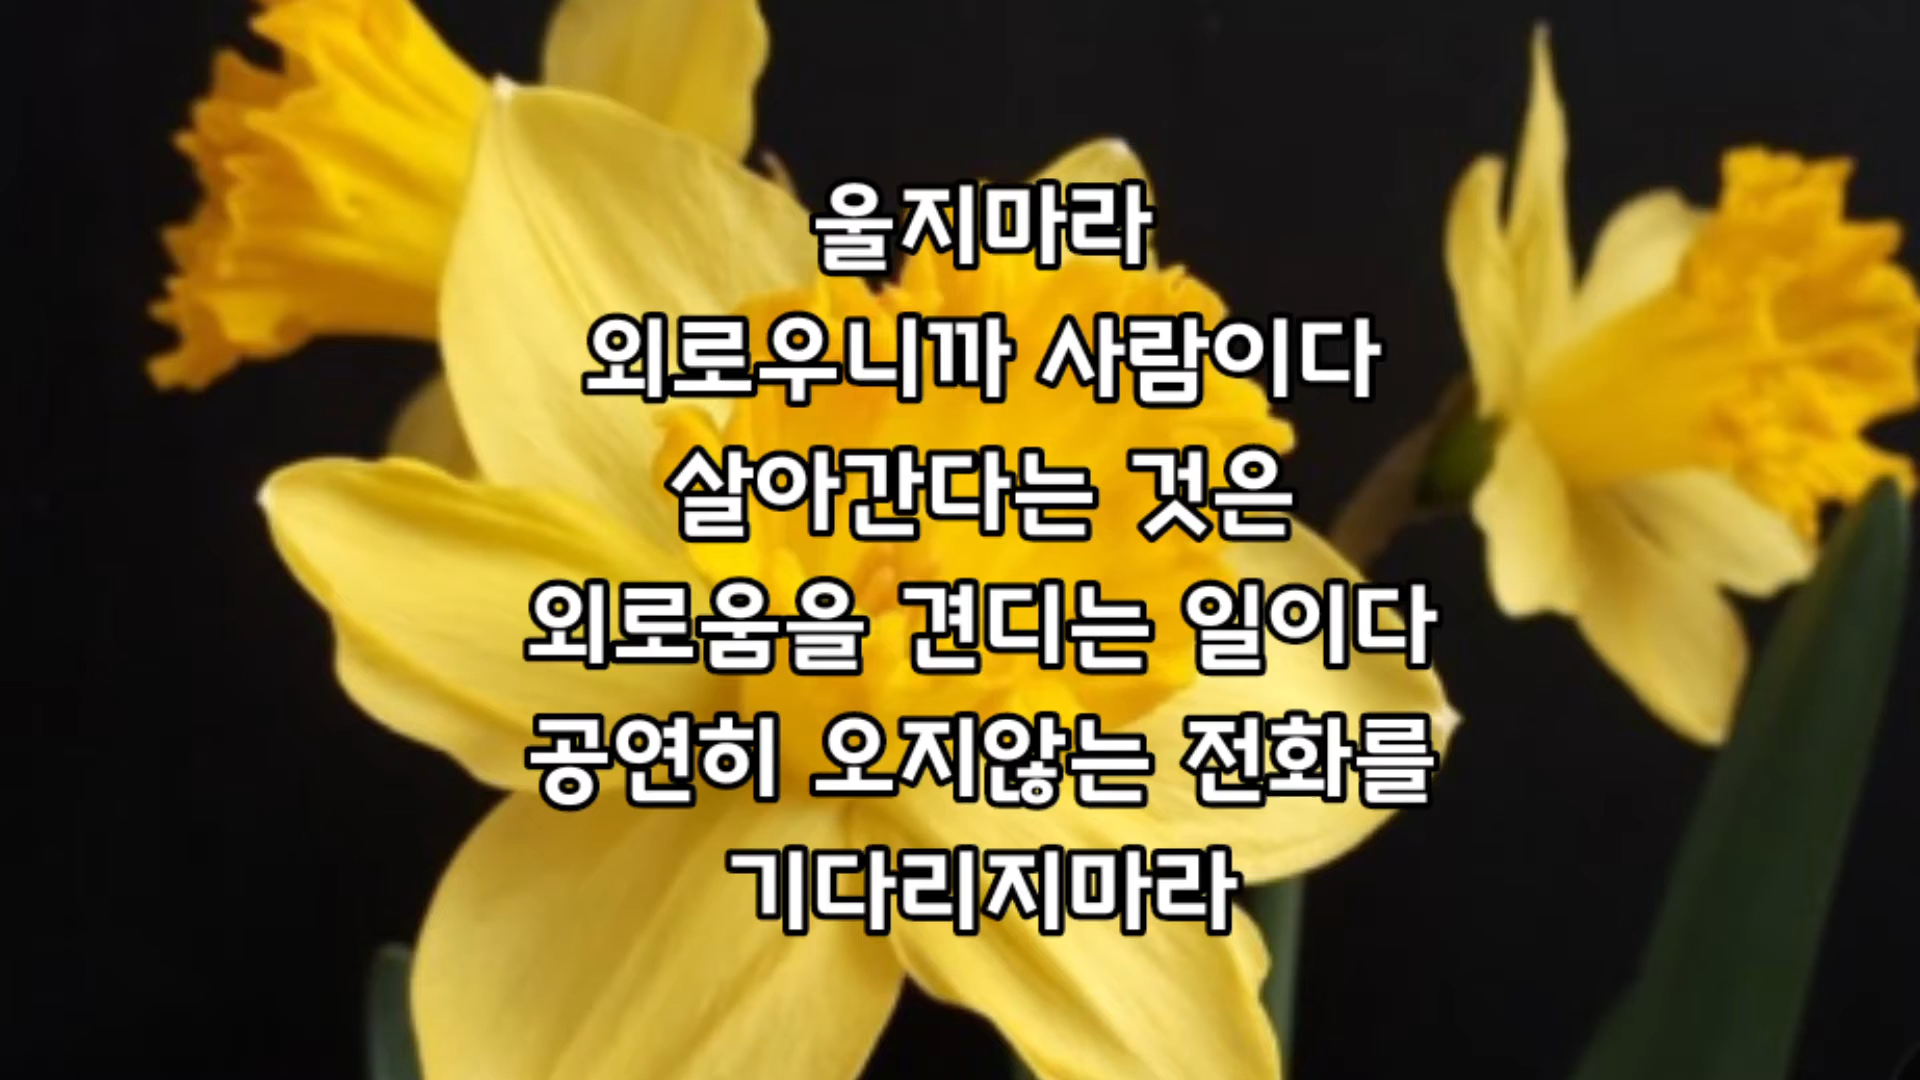 울지마라
외로우니까 사람이다
살아간다는 것은
외로움을 견디는 일이다
공연히 오지않는 전화를
기다리지마라